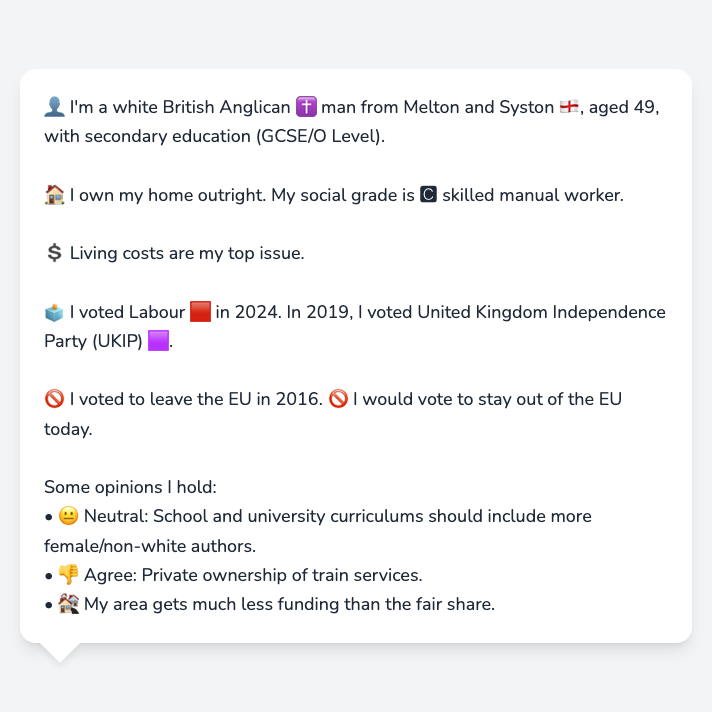 👤 I'm a white British Anglican ✝️ man from Melton and Syston 🏴󠁧󠁢󠁥󠁮󠁧󠁿, aged 49,
with secondary education (GCSE/O Level).
🏠 I own my home outright. My social grade is 🅲 skilled manual worker.
💲 Living costs are my top issue.
🗳️ I voted Labour 🟥 in 2024. In 2019, I voted United Kingdom Independence
Party (UKIP) 🟪.
🚫 I voted to leave the EU in 2016. 🚫 I would vote to stay out of the EU
today.
Some opinions I hold:
• 😐 Neutral: School and university curriculums should include more
female/non-white authors.
• 👎 Agree: Private ownership of train services.
• 🏚️ My area gets much less funding than the fair share.